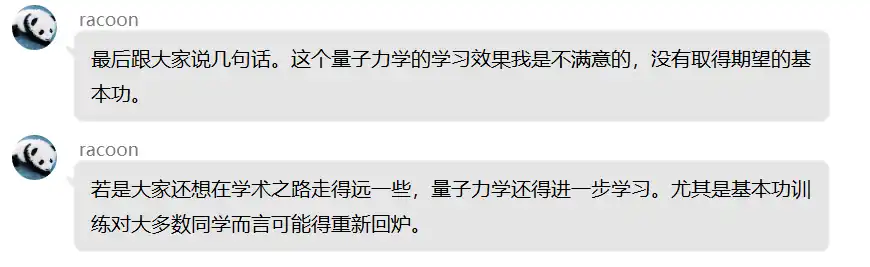 racoon
最后跟大家说几句话。这个量子力学的学习效果我是不满意的，没有取得期望的基
本功。
racoon
若是大家还想在学术之路走得远一些，量子力学还得进一步学习。尤其是基本功训
练对大多数同学而言可能得重新回炉。